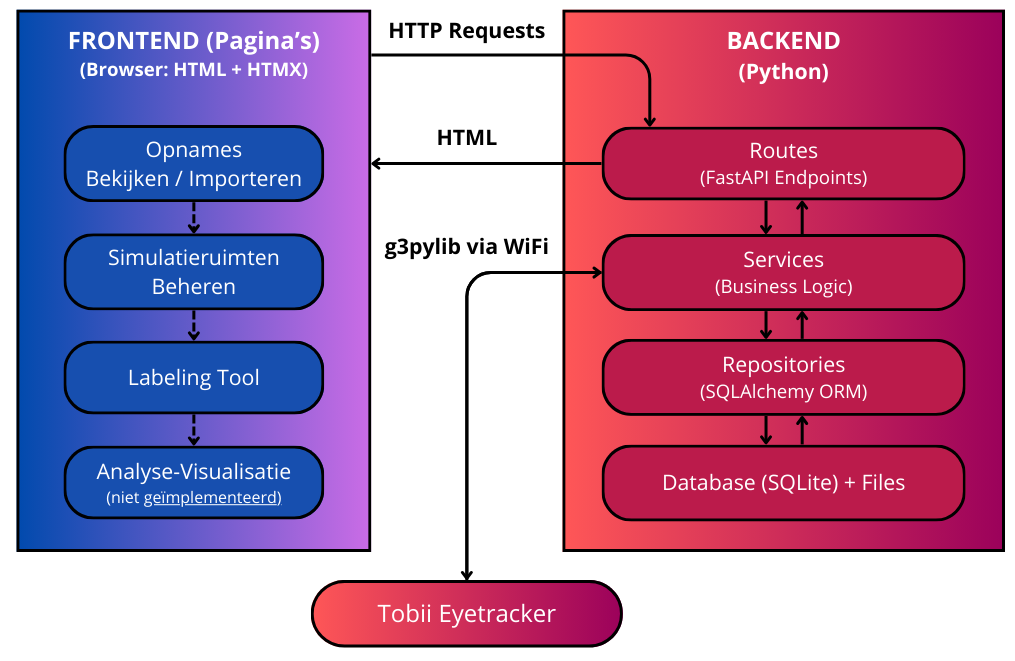 FRONTEND (Pagina's)
(Browser: HTML + HTMX)
Opnames
Bekijken / Importeren
Simulatieruimten
Beheren
Labeling Tool
Analyse-Visualisatie
(niet geïmplementeerd)
HTTP Requests
HTML
g3pylib via WiFi
BACKEND
(Python)
Routes
(FastAPI Endpoints)
Services
(Business Logic)
Repositories
(SQLAlchemy ORM)
Database (SQLite) + Files
Tobii Eyetracker